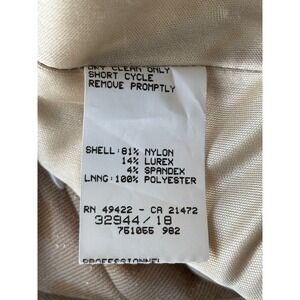 DRY CLEAN ONLY
SHORT CYCLE
REMOVE PROMPTLY
SHELL: 81% NYLON
14% LUREX
4% SPANDEX
LNNG: 100% POLYESTER
RN 49422 - CA 21472
32944/18
761066 982
PROFESSIONNEL